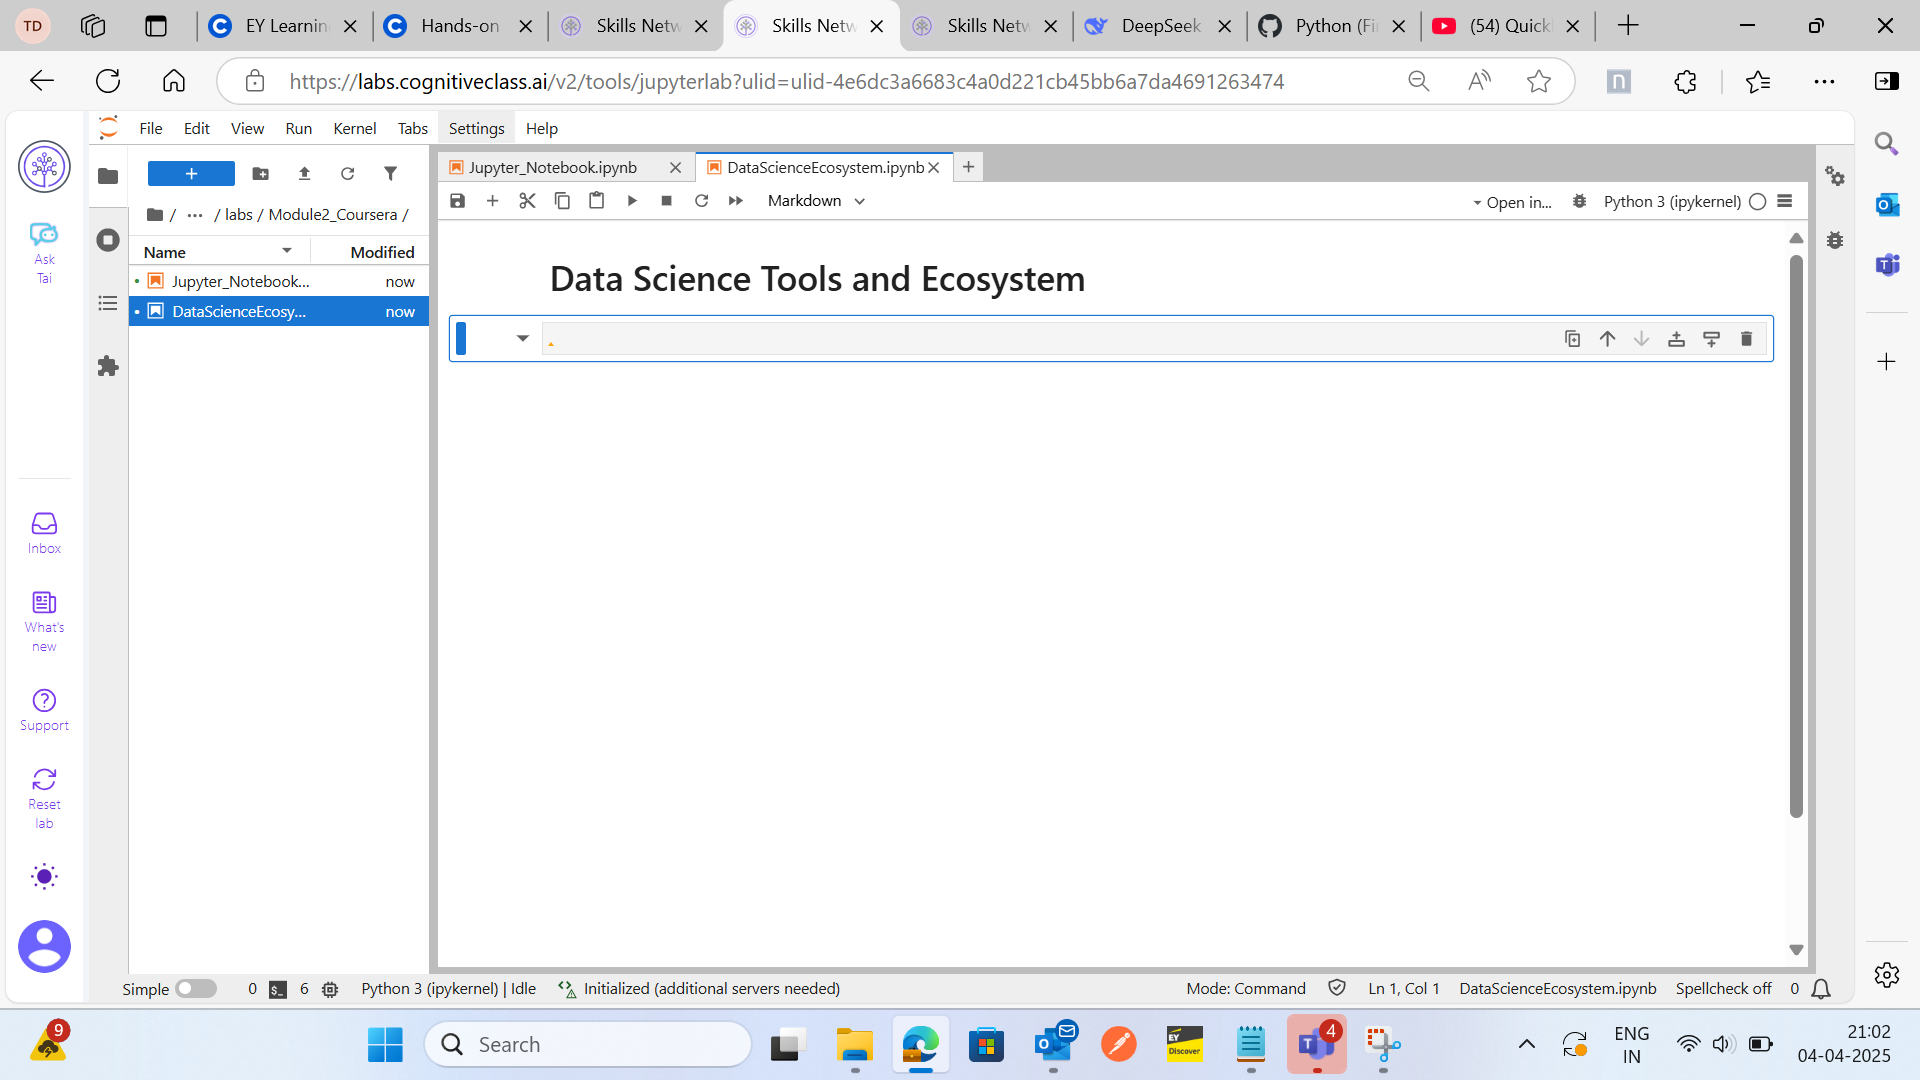 TD
EY Learnin
Hands-on
Skills Netw
Skills Netw
Skills Netw
DeepSeek
Python (Fi
(54) Quick
https://labs.cognitiveclass.ai/v2/tools/jupyterlab?ulid=ulid-4e6dc3a6683c4a0d221cb45bb6a7da4691263474
n
File Edit View Run Kernel Tabs Settings Help
Ask
Tai
Inbox
What's
new
Support
Reset
lab
/ ... / labs / Module2_Coursera /
Name Modified
Jupyter_Notebook... now
DataScienceEcosy... now
Jupyter_Notebook.ipynb
DataScienceEcosystem.ipynb
Markdown
Open in...
Python 3 (ipykernel)
Data Science Tools and Ecosystem
Simple 0 6 Python 3 (ipykernel) | Idle Initialized (additional servers needed) Mode: Command Ln 1, Col 1 DataScienceEcosystem.ipynb Spellcheck off 0
9
Search
EY
Discover
4
ENG
IN
21:02
04-04-2025